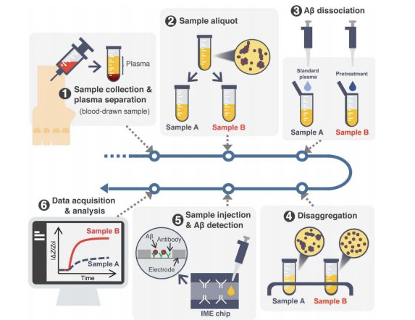 1 Sample collection &
plasma separation
(blood-drawn sample)
Plasma
2 Sample aliquot
Sample A
Sample B
3 Aβ dissociation
Standard
plasma
Pretreatment
Sample A
Sample B
4 Disaggregation
Sample A
Sample B
5 Sample injection
& Aβ detection
Aβ
Antibody
Electrode
IME chip
6 Data acquisition
& analysis
Sample B
Sample A
Time